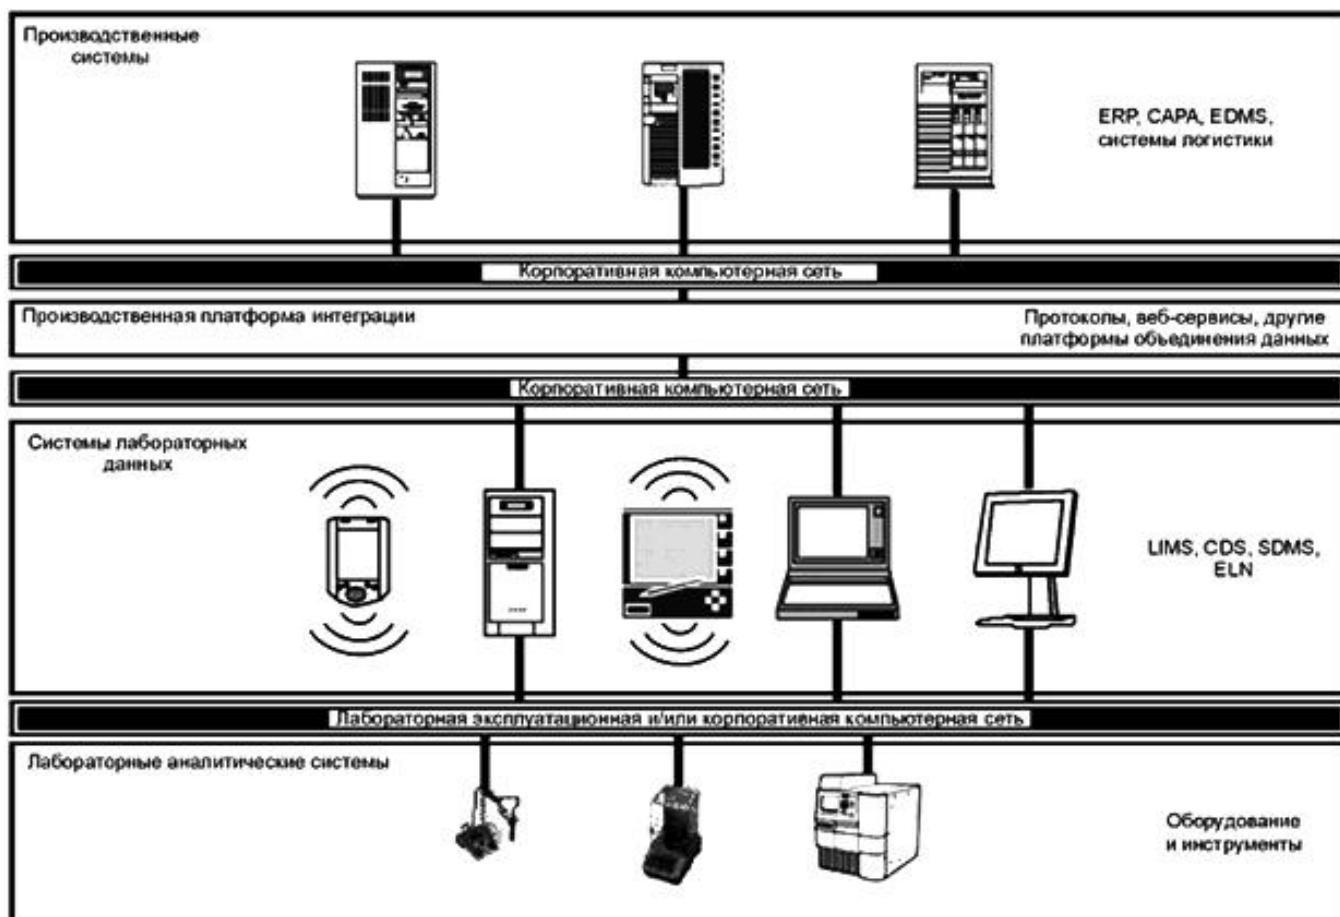 Производственные
системы
ERP, CAPA, EDMS,
системы логистики
Корпоративная компьютерная сеть
Производственная платформа интеграции
Протоколы, веб-сервисы, другие
платформы объединения данных
Корпоративная компьютерная сеть
Системы лабораторных
данных
LIMS, CDS, SDMS,
ELN
Лабораторная эксплуатационная и/или корпоративная компьютерная сеть
Лабораторные аналитические системы
Оборудование
и инструменты